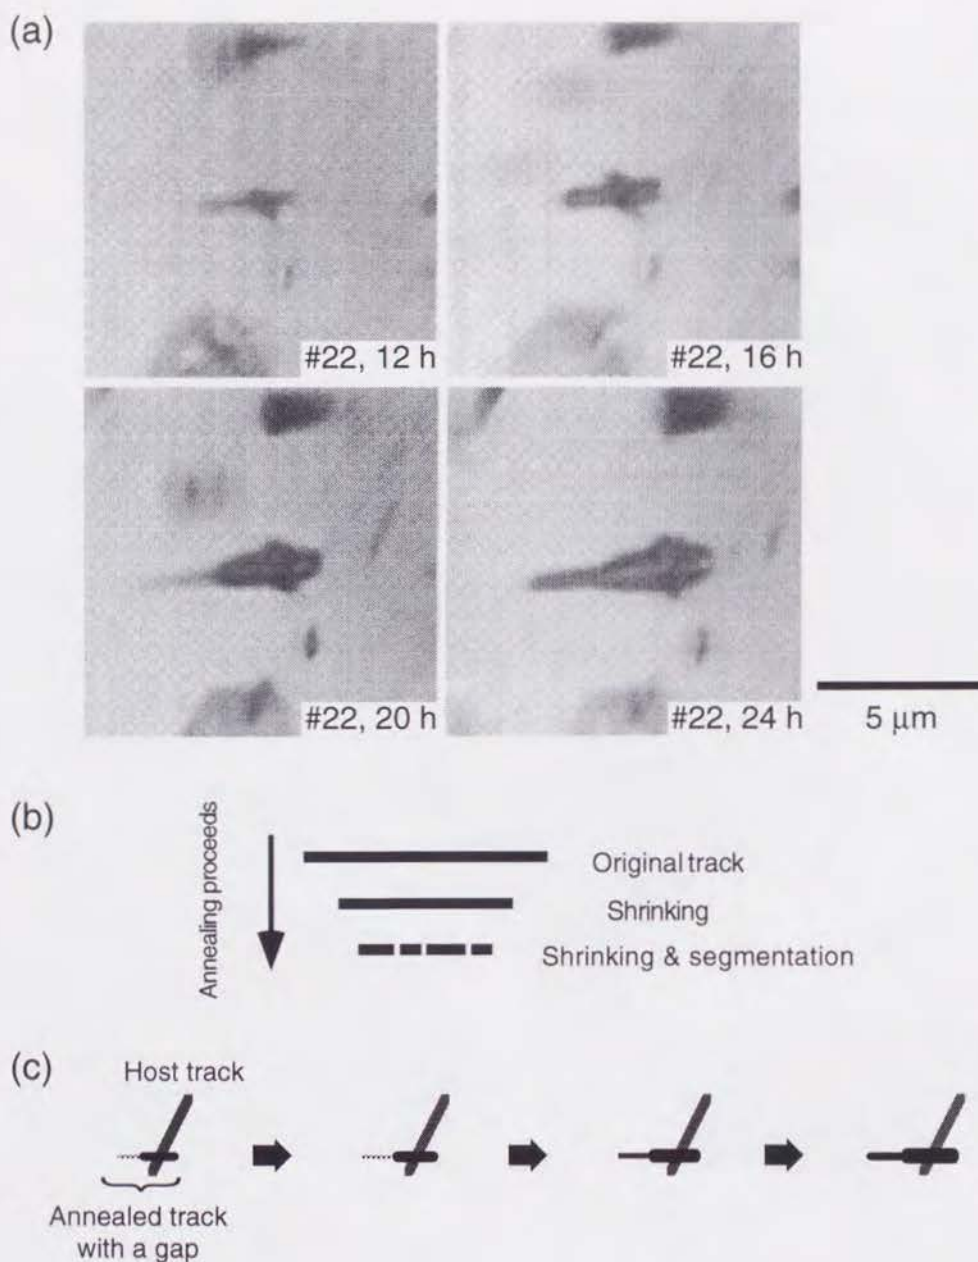 (a)
#22, 12 h
#22, 16 h
#22, 20 h
#22, 24 h
5 μm
(b)
Annealing proceeds
Original track
Shrinking
Shrinking & segmentation
(c)
Host track
Annealed track
with a gap